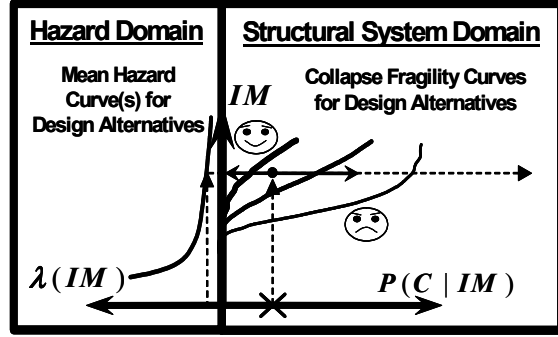 Hazard Domain
Structural System Domain
Mean Hazard
Curve(s) for
Design Alternatives
IM
Collapse Fragility Curves
for Design Alternatives
λ(IM)
P(C | IM)